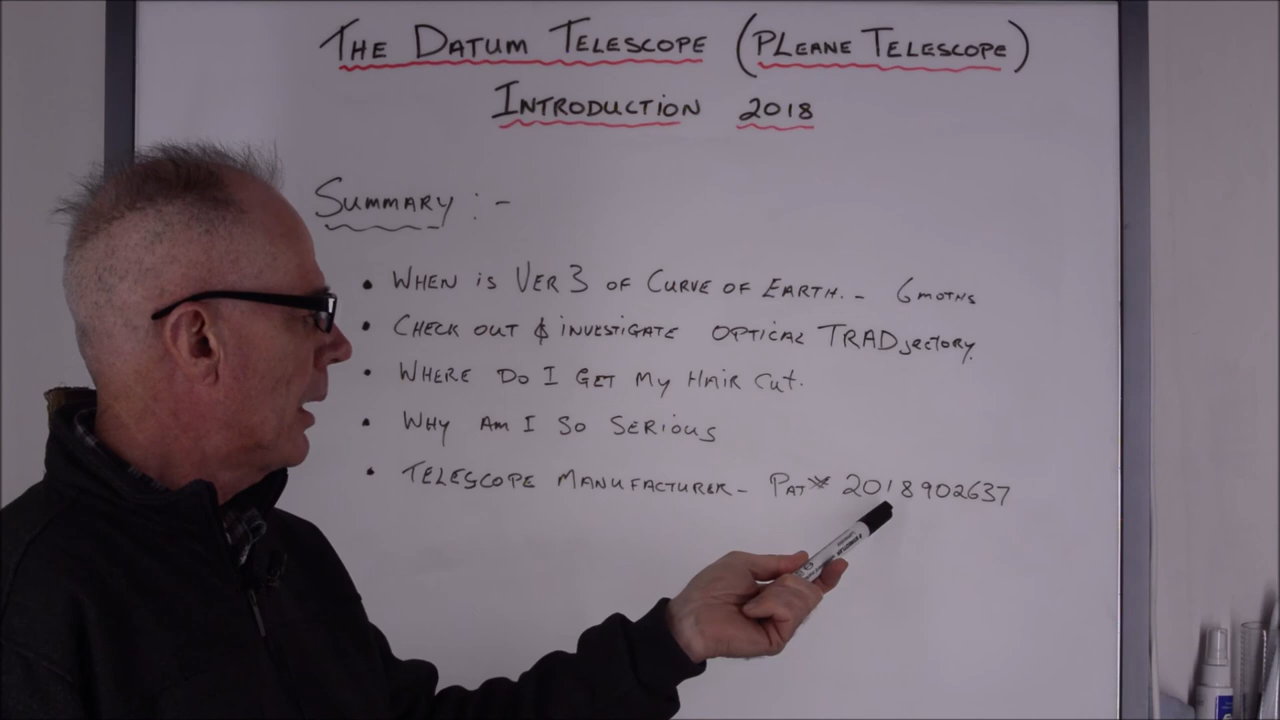 THE DATUM TELESCOPE (PLEANE TELESCOPE)
INTRODUCTION 2018
SUMMARY :-
• WHEN IS VER 3 OF CURVE OF EARTH. - 6 MOTHS
• CHECK OUT & INVESTIGATE OPTICAL TRADJECTORY.
• WHERE DO I GET MY HAIR CUT.
• WHY AM I SO SERIOUS
• TELESCOPE MANUFACTURER - PAT# 2018902637